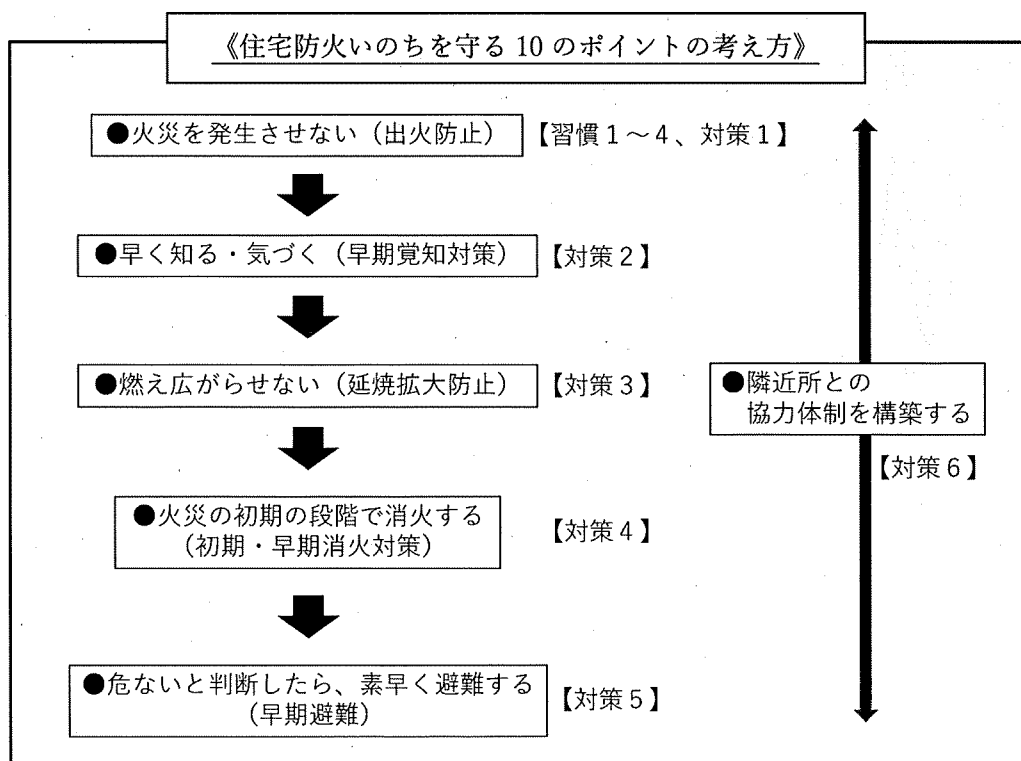 《住宅防火いのちを守る 10 のポイントの考え方》
●火災を発生させない（出火防止）
【習慣1～4、対策1】
●早く知る・気づく（早期覚知対策）
【対策2】
●燃え広がらせない（延焼拡大防止）
【対策3】
●隣近所との
協力体制を構築する
【対策6】
●火災の初期の段階で消火する
（初期・早期消火対策）
【対策4】
●危ないと判断したら、素早く避難する
（早期避難）
【対策5】